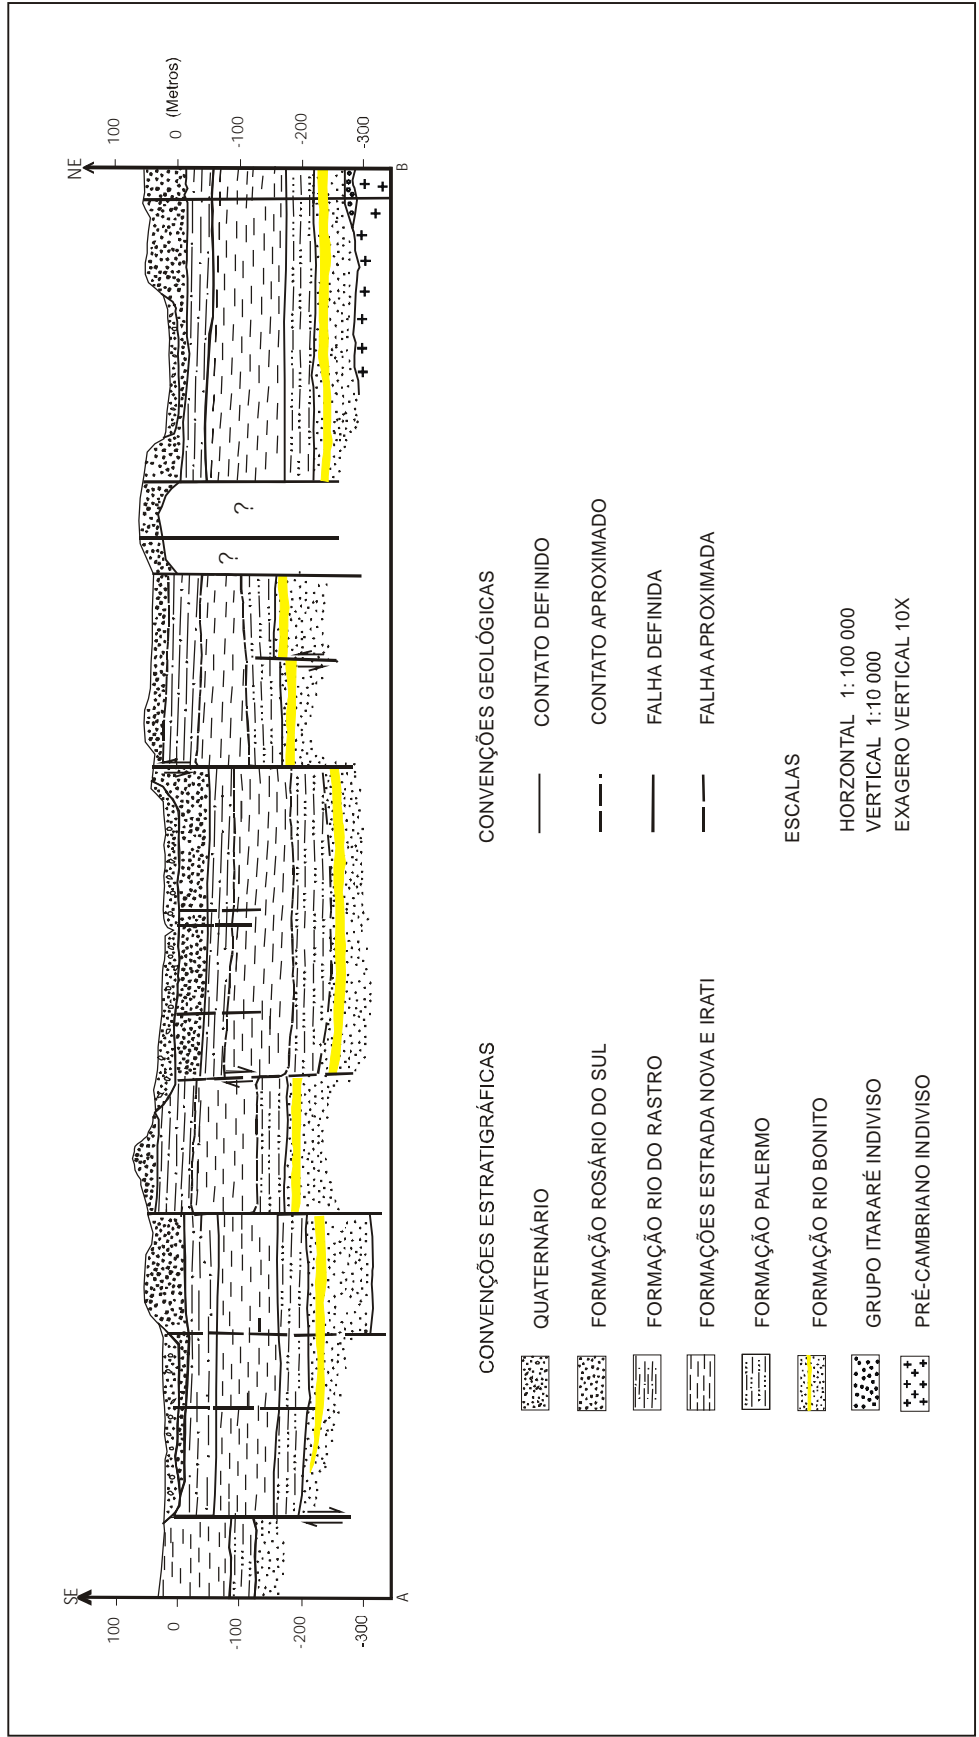 SE
NE
100
0
-100
-200
-300
100
0 (Metros)
-100
-200
-300
A
B
?
?
CONVENÇÕES ESTRATIGRÁFICAS
QUATERNÁRIO
FORMAÇÃO ROSÁRIO DO SUL
FORMAÇÃO RIO DO RASTRO
FORMAÇÕES ESTRADA NOVA E IRATI
FORMAÇÃO PALERMO
FORMAÇÃO RIO BONITO
GRUPO ITARARÉ INDIVISO
PRÉ-CAMBRIANO INDIVISO
CONVENÇÕES GEOLÓGICAS
CONTATO DEFINIDO
CONTATO APROXIMADO
FALHA DEFINIDA
FALHA APROXIMADA
ESCALAS
HORZONTAL 1: 100 000
VERTICAL 1:10 000
EXAGERO VERTICAL 10X